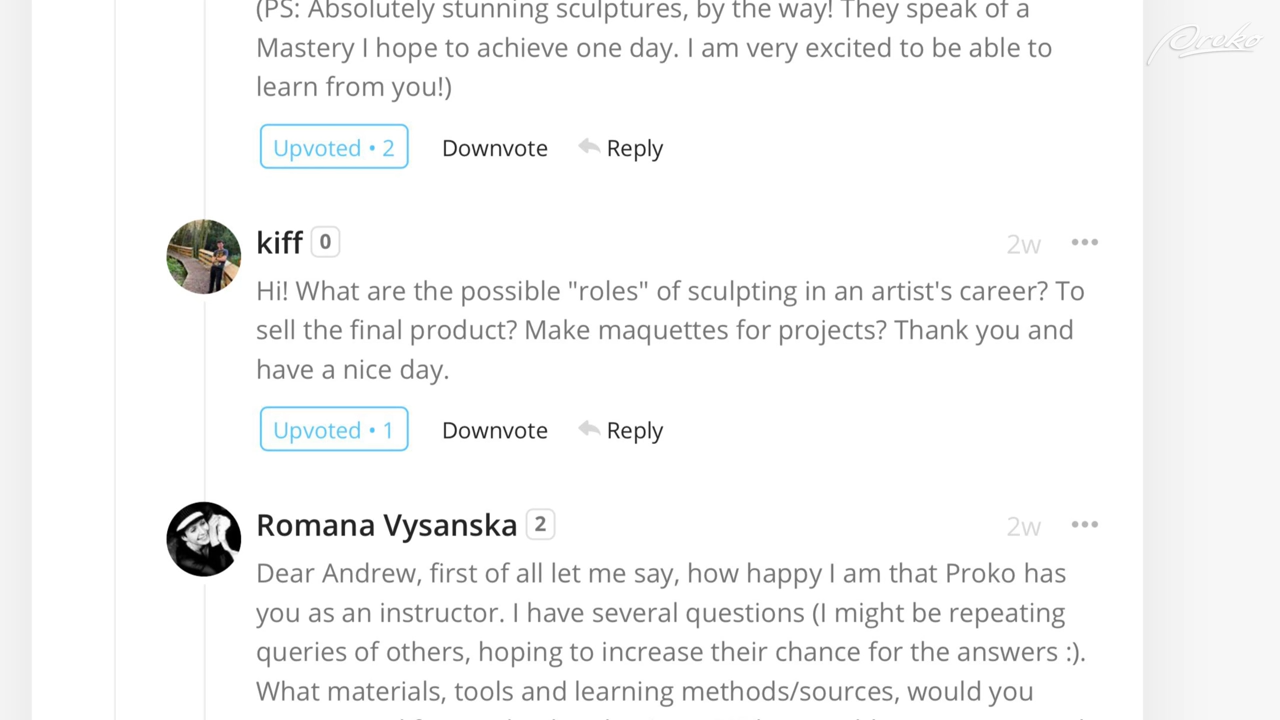 (PS: Absolutely stunning sculptures, by the way! They speak of a
Mastery I hope to achieve one day. I am very excited to be able to
learn from you!)
Upvoted • 2 Downvote Reply
Proko
kiff 0 2w
Hi! What are the possible "roles" of sculpting in an artist's career? To
sell the final product? Make maquettes for projects? Thank you and
have a nice day.
Upvoted • 1 Downvote Reply
Romana Vysanska 2 2w
Dear Andrew, first of all let me say, how happy I am that Proko has
you as an instructor. I have several questions (I might be repeating
queries of others, hoping to increase their chance for the answers :).
What materials, tools and learning methods/sources, would you